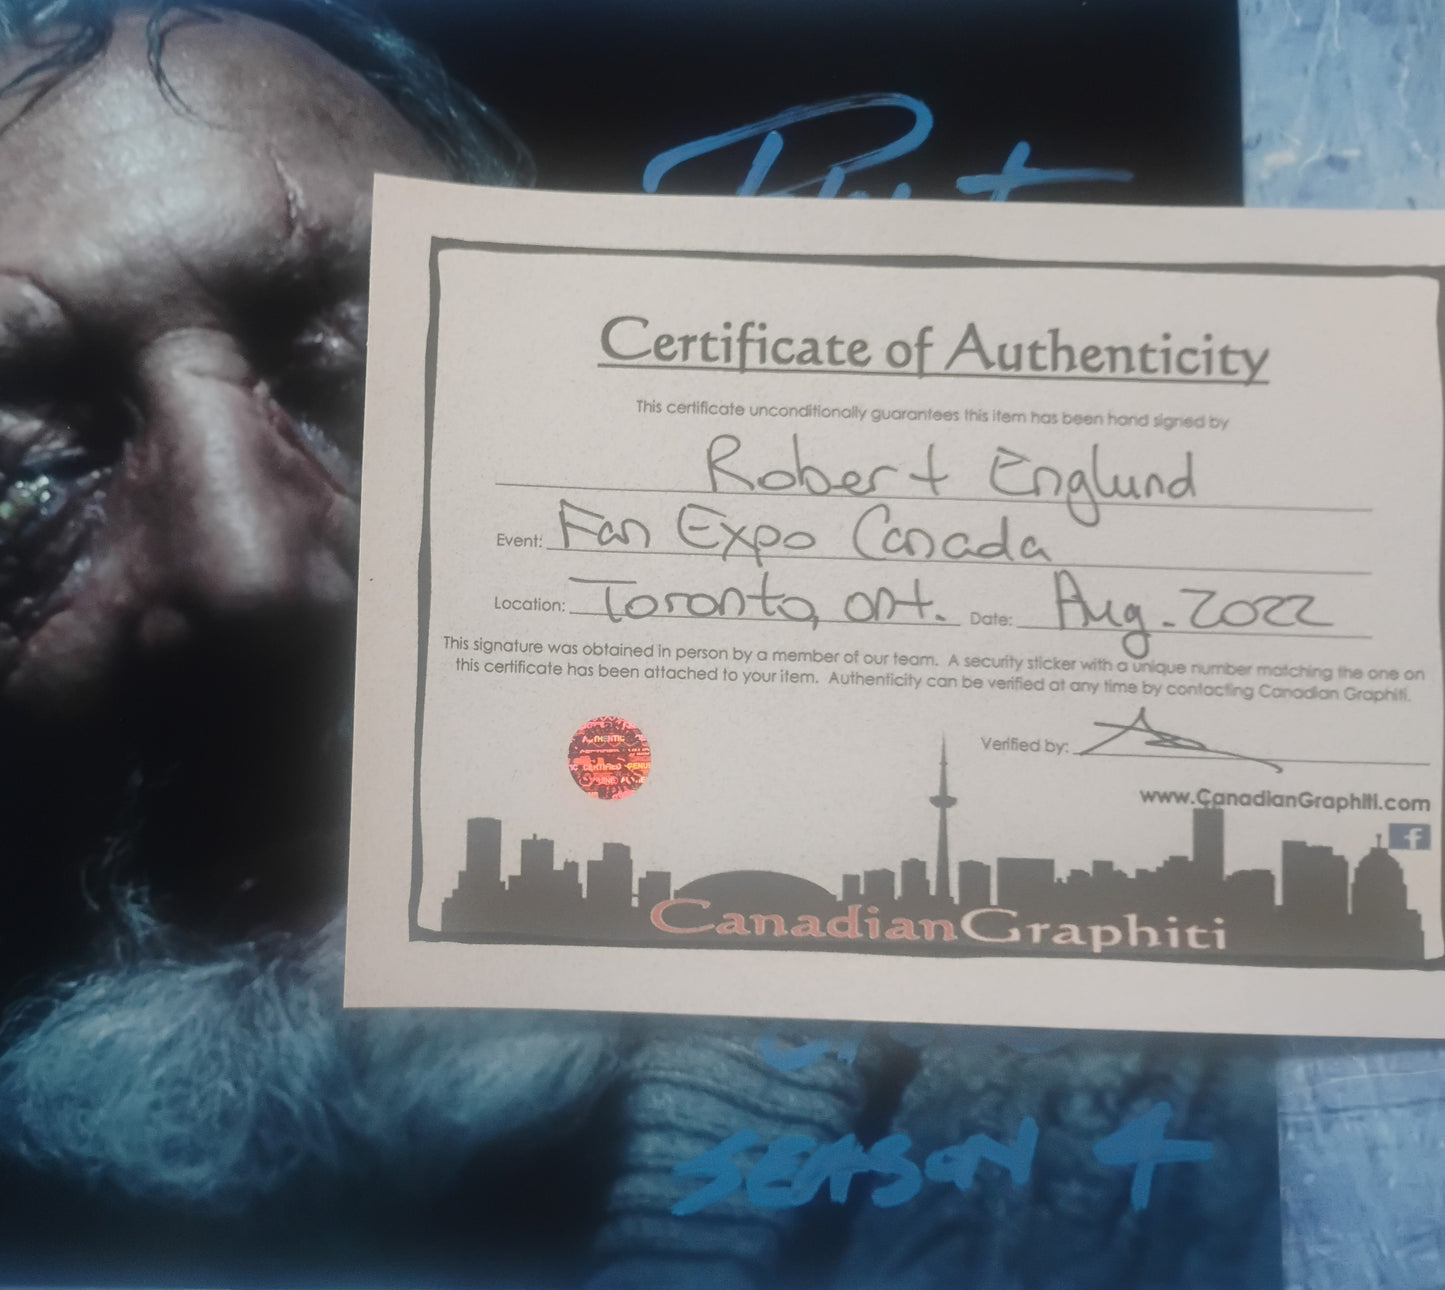 Certificate of Authenticity
This certificate unconditionally guarantees this item has been hand signed by
Robert Englund
Event: Fan Expo Canada
Location: Toronto, ont. Date: Aug. 2022
This signature was obtained in person by a member of our team. A security sticker with a unique number matching the one on
this certificate has been attached to your item. Authenticity can be verified at any time by contacting Canadian Graphiti.
AUTHENTIC
CERTIFIED GENUI
Verified by:
www.CanadianGraphiti.com
f
CanadianGraphiti
SEASON 4